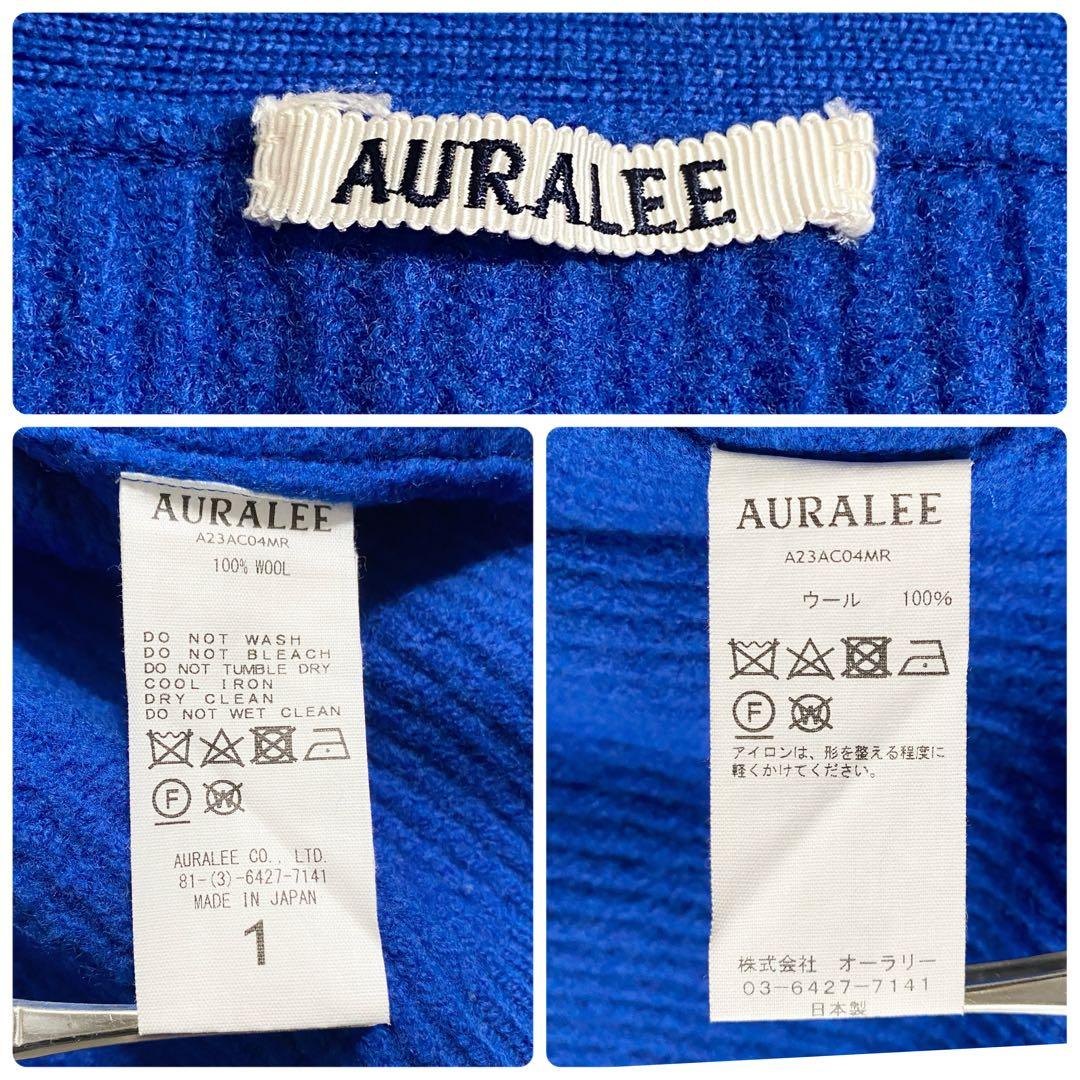 AURALEE
AURALEE
A23AC04MR
100% WOOL
DO NOT WASH
DO NOT BLEACH
DO NOT TUMBLE DRY
COOL IRON
DRY CLEAN
DO NOT WET CLEAN
F W
AURALEE CO., LTD.
81-(3)-6427-7141
MADE IN JAPAN
1
AURALEE
A23AC04MR
ウール 100%
F W
アイロンは、形を整える程度に
軽くかけてください。
株式会社 オーラリー
03-6427-7141
日本製